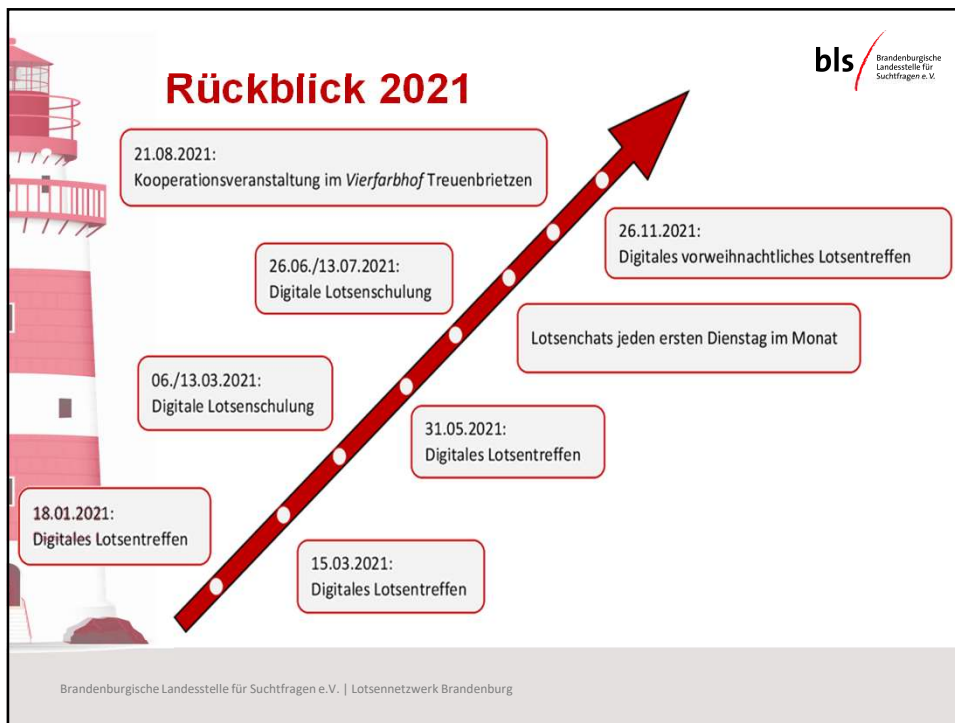 Rückblick 2021
bls
Brandenburgische
Landesstelle für
Suchtfragen e. V.
21.08.2021:
Kooperationsveranstaltung im Vierfarbhof Treuenbrietzen
26.11.2021:
Digitales vorweihnachtliches Lotsentreffen
26.06./13.07.2021:
Digitale Lotsenschulung
Lotsenchats jeden ersten Dienstag im Monat
06./13.03.2021:
Digitale Lotsenschulung
31.05.2021:
Digitales Lotsentreffen
18.01.2021:
Digitales Lotsentreffen
15.03.2021:
Digitales Lotsentreffen
Brandenburgische Landesstelle für Suchtfragen e.V. | Lotsennetzwerk Brandenburg